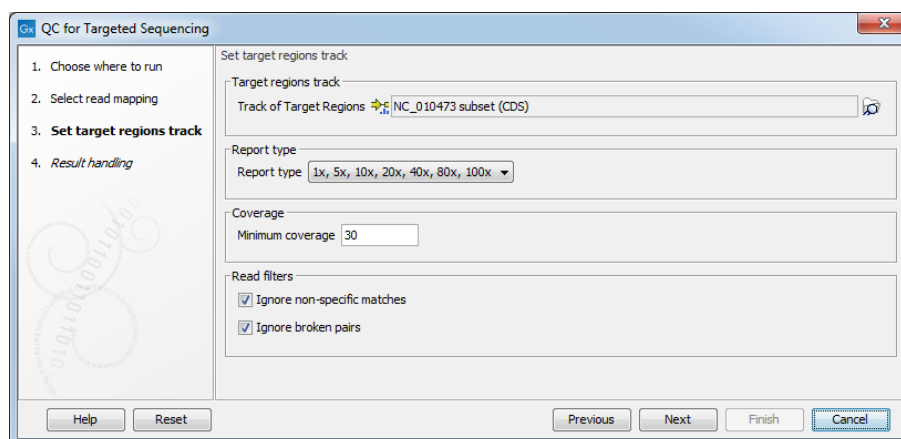 Gx QC for Targeted Sequencing
1. Choose where to run
2. Select read mapping
3. Set target regions track
4. Result handling
Set target regions track
Target regions track
Track of Target Regions NC_010473 subset (CDS)
Report type
Report type 1x, 5x, 10x, 20x, 40x, 80x, 100x
Coverage
Minimum coverage 30
Read filters
Ignore non-specific matches
Ignore broken pairs
Help Reset Previous Next Finish Cancel